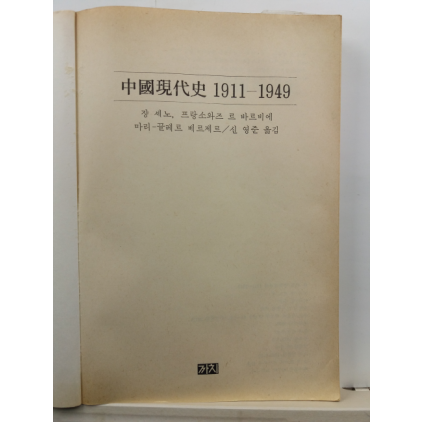 中國現代史 1911—1949
장 세노, 프랑소와즈 르 바르비에
마리-끌레르 베르제르/신 영준 옮김
까치